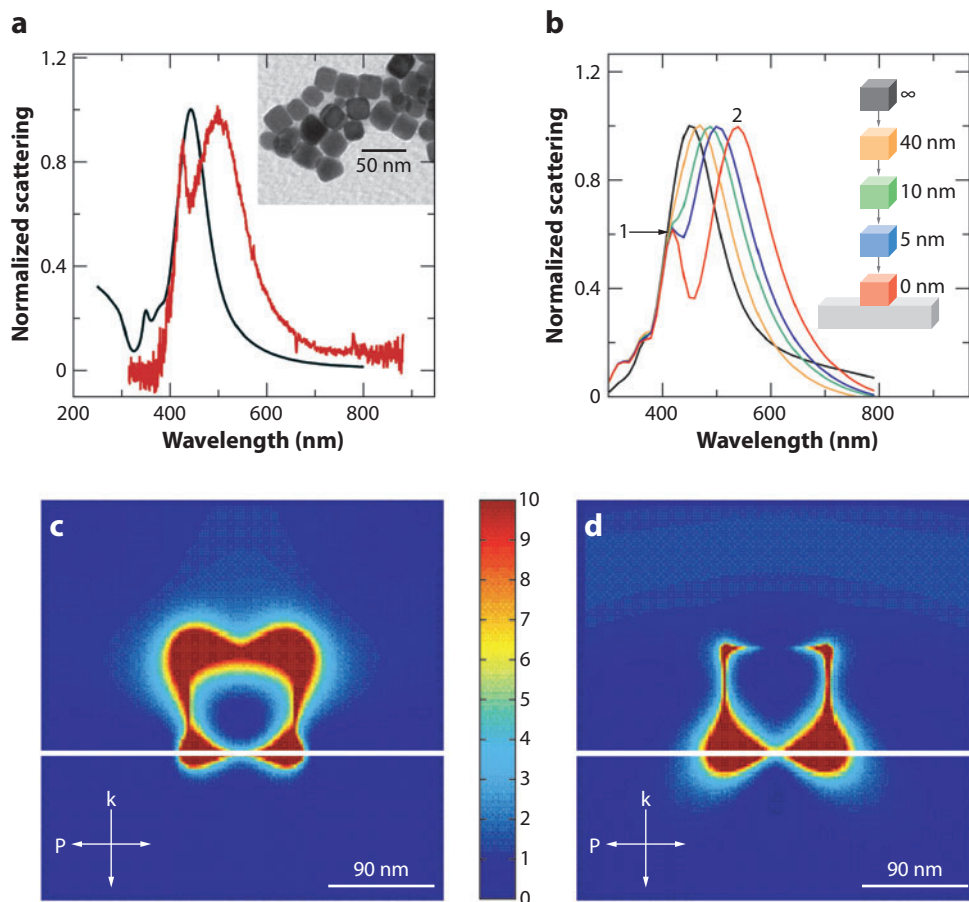 a
1.2
0.8
0.4
0
Normalized scattering
200
400
600
800
Wavelength (nm)
50 nm
b
1.2
0.8
0.4
0
Normalized scattering
400
600
800
Wavelength (nm)
1
2
∞
40 nm
10 nm
5 nm
0 nm
c
k
P
90 nm
10
9
8
7
6
5
4
3
2
1
0
d
k
P
90 nm